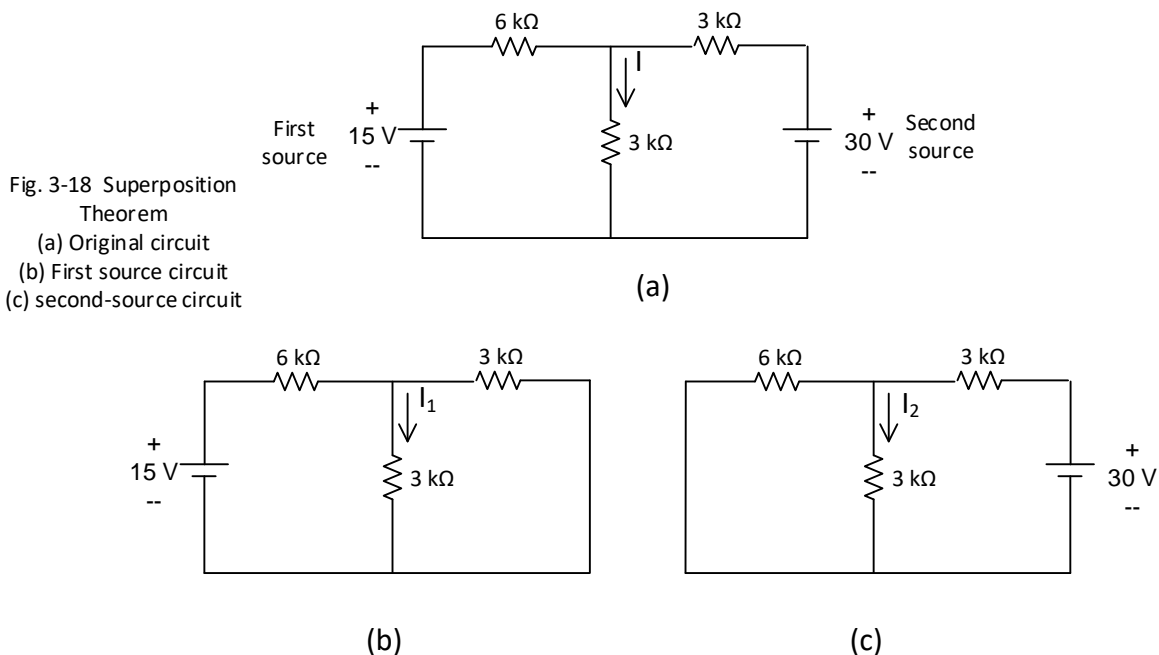 6 kΩ
3 kΩ
I
+
15 V
--
First
source
3 kΩ
+
30 V
--
Second
source
Fig. 3-18 Superposition
Theorem
(a) Original circuit
(b) First source circuit
(c) second-source circuit
(a)
6 kΩ
3 kΩ
I1
+
15 V
--
3 kΩ
(b)
6 kΩ
3 kΩ
I2
3 kΩ
+
30 V
--
(c)